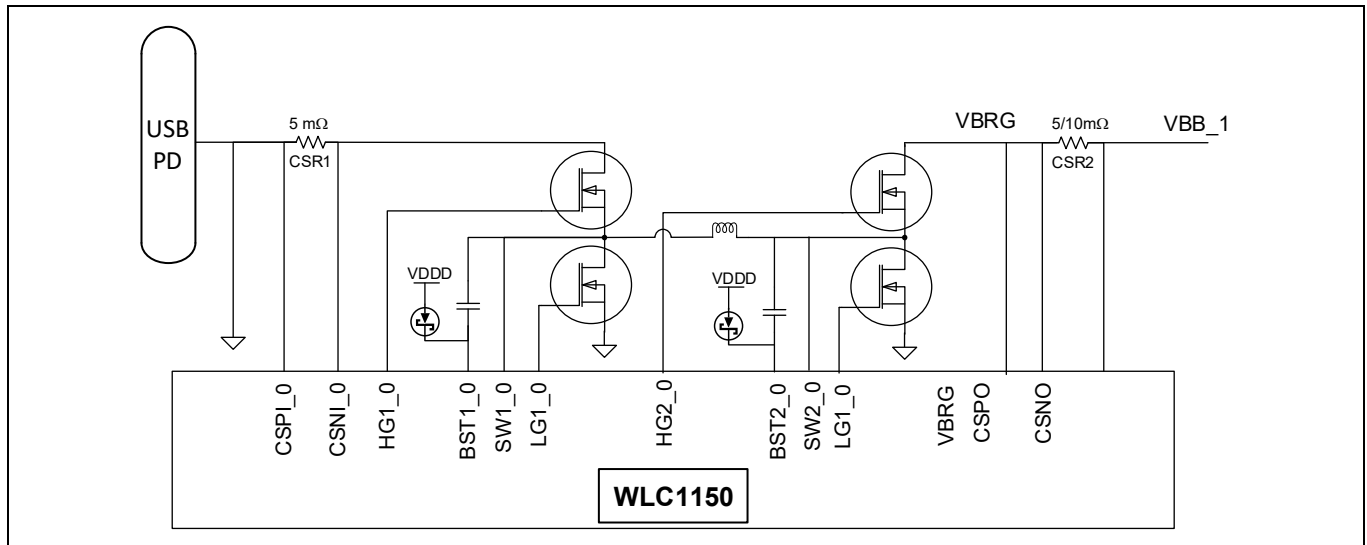 USB
PD
5 mΩ
CSR1
VBRG
5/10mΩ
CSR2
VBB_1
VDDD
VDDD
CSPI_0
CSNI_0
HG1_0
BST1_0
SW1_0
LG1_0
HG2_0
BST2_0
SW2_0
LG1_0
VBRG
CSPO
CSNO
WLC1150